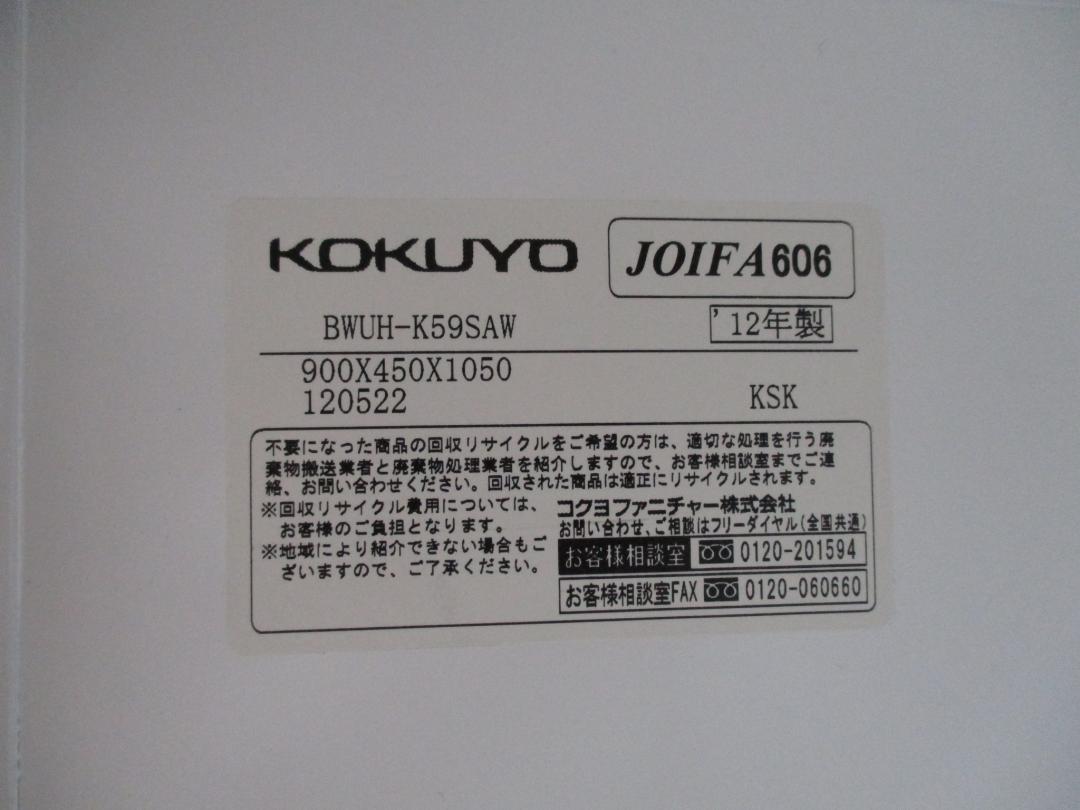 KOKUYO
JOIFA606
BWUH-K59SAW
'12年製
900X450X1050
120522
KSK
不要になった商品の回収リサイクルをご希望の方は、適切な処理を行う廃
棄物搬送業者と廃棄物処理業者を紹介しますので、お客様相談室までご連
絡、お問い合わせください。回収された商品は適正にリサイクルされます。
※回収リサイクル費用については、
お客様のご負担となります。
※地域により紹介できない場合もご
ざいますので、ご了承ください。
コクヨファニチャー株式会社
お問い合わせ、ご相談はフリーダイヤル(全国共通)
お客様相談室 0120-201594
お客様相談室FAX 0120-060660